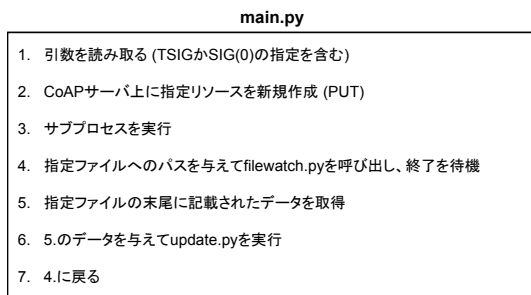 main.py
1. 引数を読み取る (TSIGかSIG(0)の指定を含む)
2. CoAPサーバ上に指定リソースを新規作成 (PUT)
3. サブプロセスを実行
4. 指定ファイルへのパスを与えてfilewatch.pyを呼び出し、終了を待機
5. 指定ファイルの末尾に記載されたデータを取得
6. 5.のデータを与えてupdate.pyを実行
7. 4.に戻る